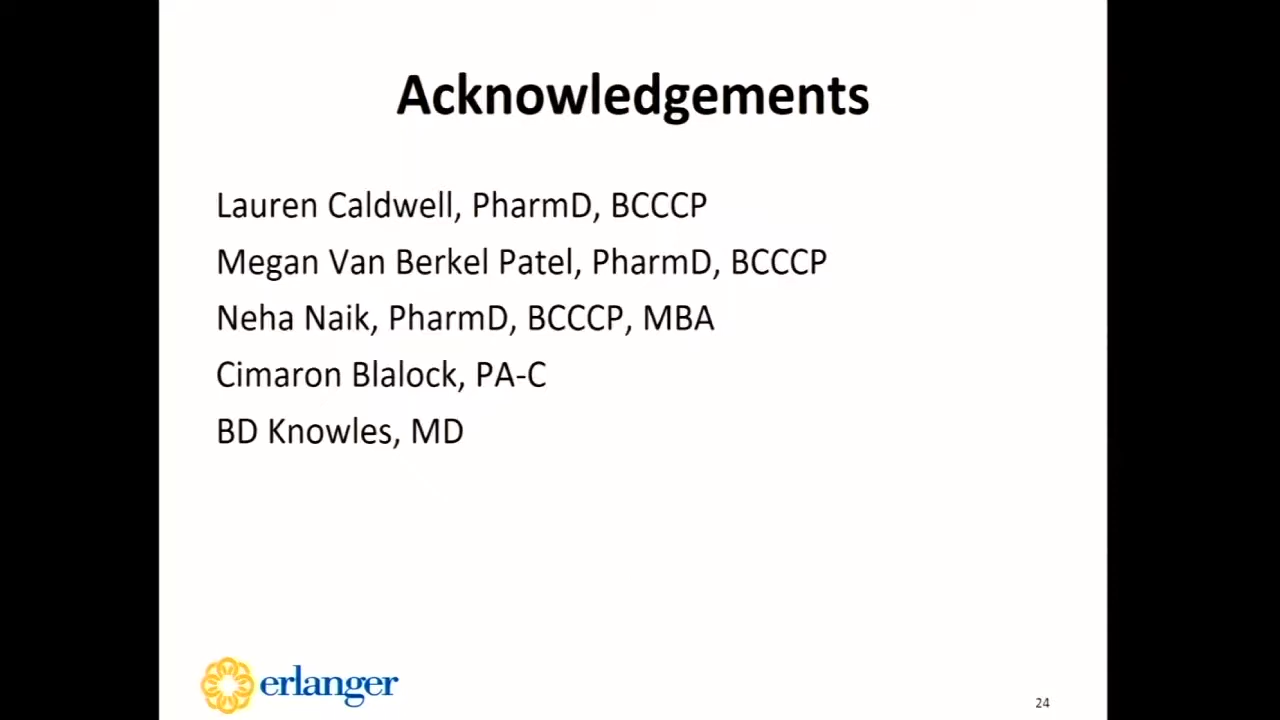 Acknowledgements
Lauren Caldwell, PharmD, BCCCP
Megan Van Berkel Patel, PharmD, BCCCP
Neha Naik, PharmD, BCCCP, MBA
Cimaron Blalock, PA-C
BD Knowles, MD
erlanger
24